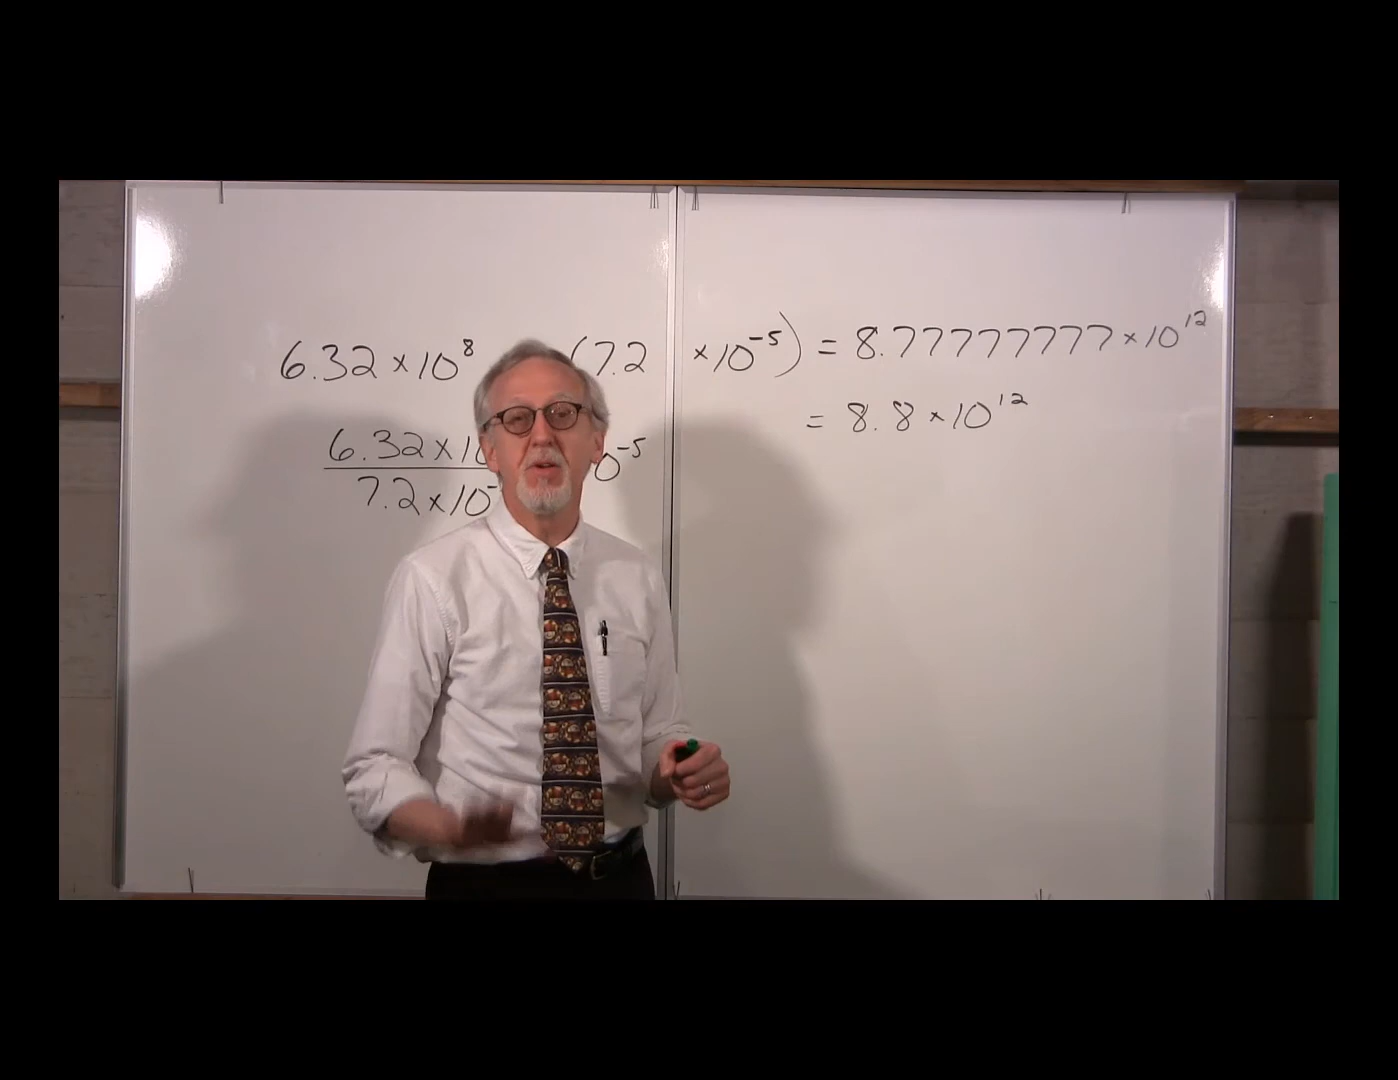 6.32 × 10⁸ (7.2 × 10⁻⁵) = 8.77777777 × 10¹²
= 8.8 × 10¹²
6.32 × 10 0⁻⁵
7.2 × 10⁻